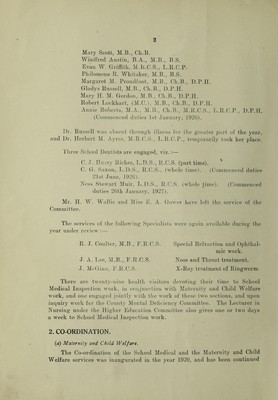 2
Mary Scott, M.B., Ch.B.
Winifred Austin, B.A., M.B., B.S.
Evan W. Griffith, M.R.C.S., L.R.C.P.
Philomena R. Whitaker, M.B., B.S.
Margaret M. Proudfoot, M.B., Ch.B., D.P.H.
Gladys Russell, M.B., Ch.B., D.P.H.
Mary H. M. Gordon, M.B., Ch.B., D.P.H.
Robert Lockhart, (M.C.), M.B., Ch.B., D.P.H.
Annie Roberts, M.A., M.B., Ch.B., M.R.C.S., L.R.C.P., D.P.H.
(Commenced duties 1st January, 1926).
Dr. Russell was absent through illness for the greater part of the year,
and Dr. Herbert M. Ayres, M.R.C.S., L.R.C.P., temporarily took her place.
Three School Dentists are engaged, viz. :—
C. J. Riches, L.D.S., R.C.S. (part time).
C. G. Saxon, L.D.S., R.C.S., (whole time). (Commenced duties
21st June, 1926).
Ness Stewart Muir, L.D.S., R.C.S. (whole time). (Commenced
duties 26th January, 1927).
Mr. H. W. Wallis and Miss E. A. Gower have left the service of the
Committee.
The services of the following Specialists were again available during the
year under review :—
R. J. Coulter, M.B., F.R.C.S. Special Refraction and Ophthal-
mic work.
J. A. Lee, M.B., F.R.C.S. Nose and Throat treatment.
J. McGinn, F.R.C.S. X-Ray treatment of Ringworm.
There are twenty-nine health visitors devoting their time to School
Medical Inspection work, in conjunction with Maternity and Child Welfare
work, and one engaged jointly with the work of these two sections, and upon
inquiry work for the County Mental Deficiency Committee. The Lecturer in
Nursing under the Higher Education Committee also gives one or two days
a week to School Medical Inspection work.
2. CO-ORDINATION.
(a) Maternity and Child Welfare.
The Co-ordination of the School Medical and the Maternity and Child
Welfare services was inaugurated in the year 1920, and has been continued